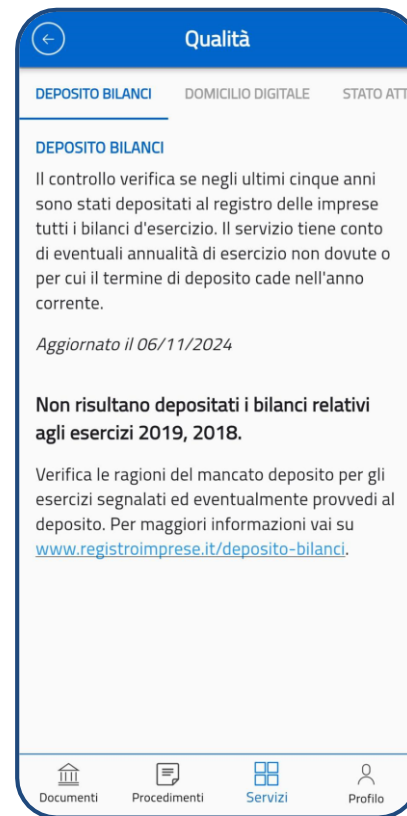 Qualità
DEPOSITO BILANCI DOMICILIO DIGITALE STATO ATT
DEPOSITO BILANCI
Il controllo verifica se negli ultimi cinque anni
sono stati depositati al registro delle imprese
tutti i bilanci d'esercizio. Il servizio tiene conto
di eventuali annualità di esercizio non dovute o
per cui il termine di deposito cade nell'anno
corrente.
Aggiornato il 06/11/2024
Non risultano depositati i bilanci relativi
agli esercizi 2019, 2018.
Verifica le ragioni del mancato deposito per gli
esercizi segnalati ed eventualmente provvedi al
deposito. Per maggiori informazioni vai su
www.registroimprese.it/deposito-bilanci.
Documenti Procedimenti Servizi Profilo